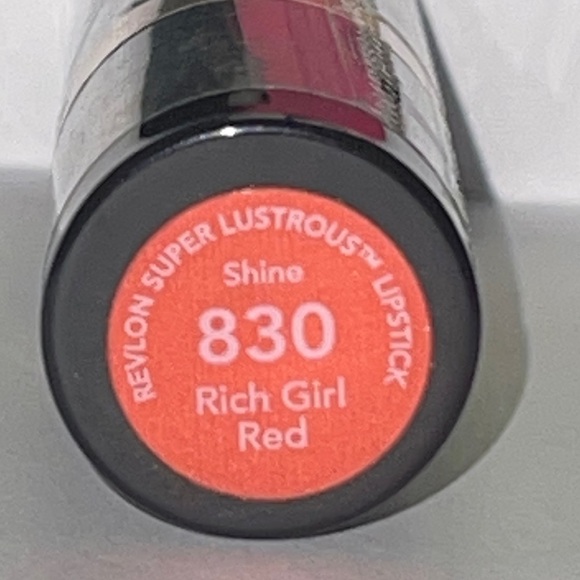 REVLON SUPER LUSTROUS™ LIPSTICK
Shine
830
Rich Girl
Red